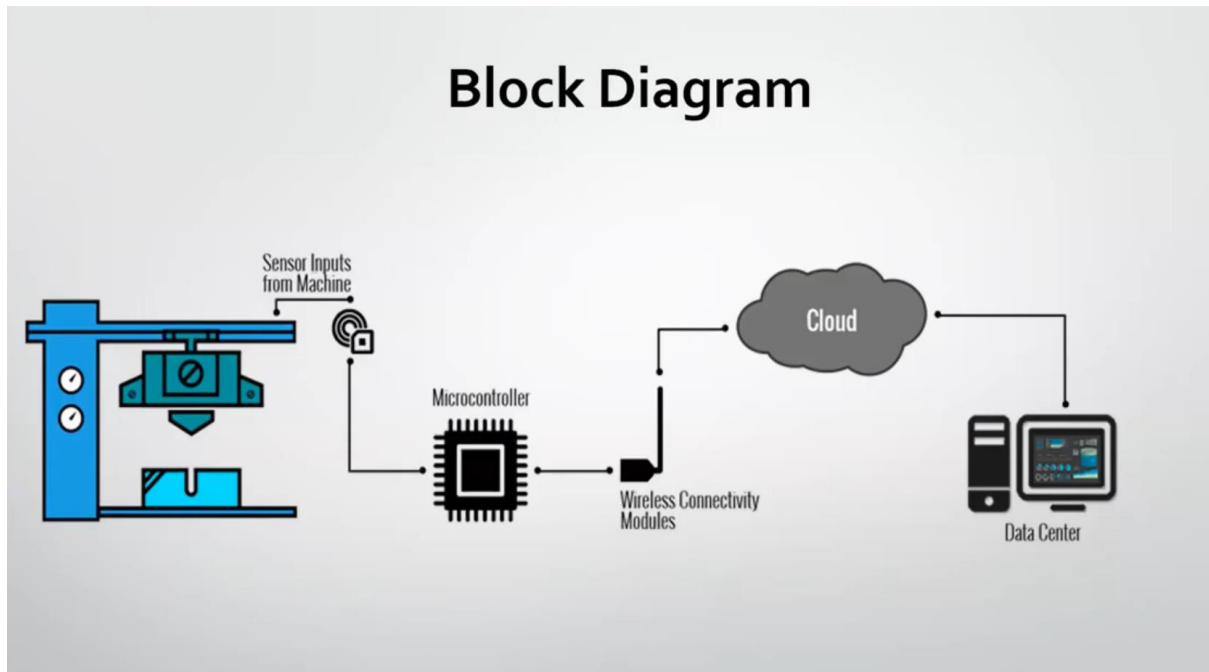 Block Diagram
Sensor Inputs
from Machine
Microcontroller
Wireless Connectivity
Modules
Cloud
Data Center